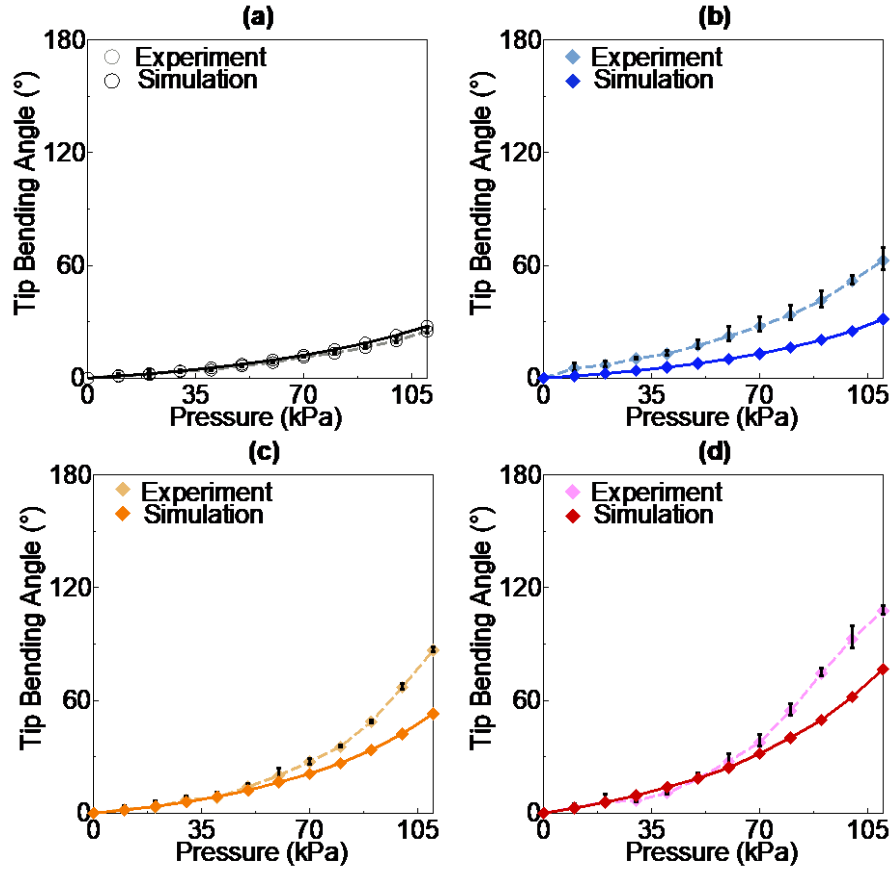 (a)
180
120
60
0
Tip Bending Angle (°)
Experiment
Simulation
0
35
70
105
Pressure (kPa)
(b)
180
120
60
0
Tip Bending Angle (°)
Experiment
Simulation
0
35
70
105
Pressure (kPa)
(c)
180
120
60
0
Tip Bending Angle (°)
Experiment
Simulation
0
35
70
105
Pressure (kPa)
(d)
180
120
60
0
Tip Bending Angle (°)
Experiment
Simulation
0
35
70
105
Pressure (kPa)